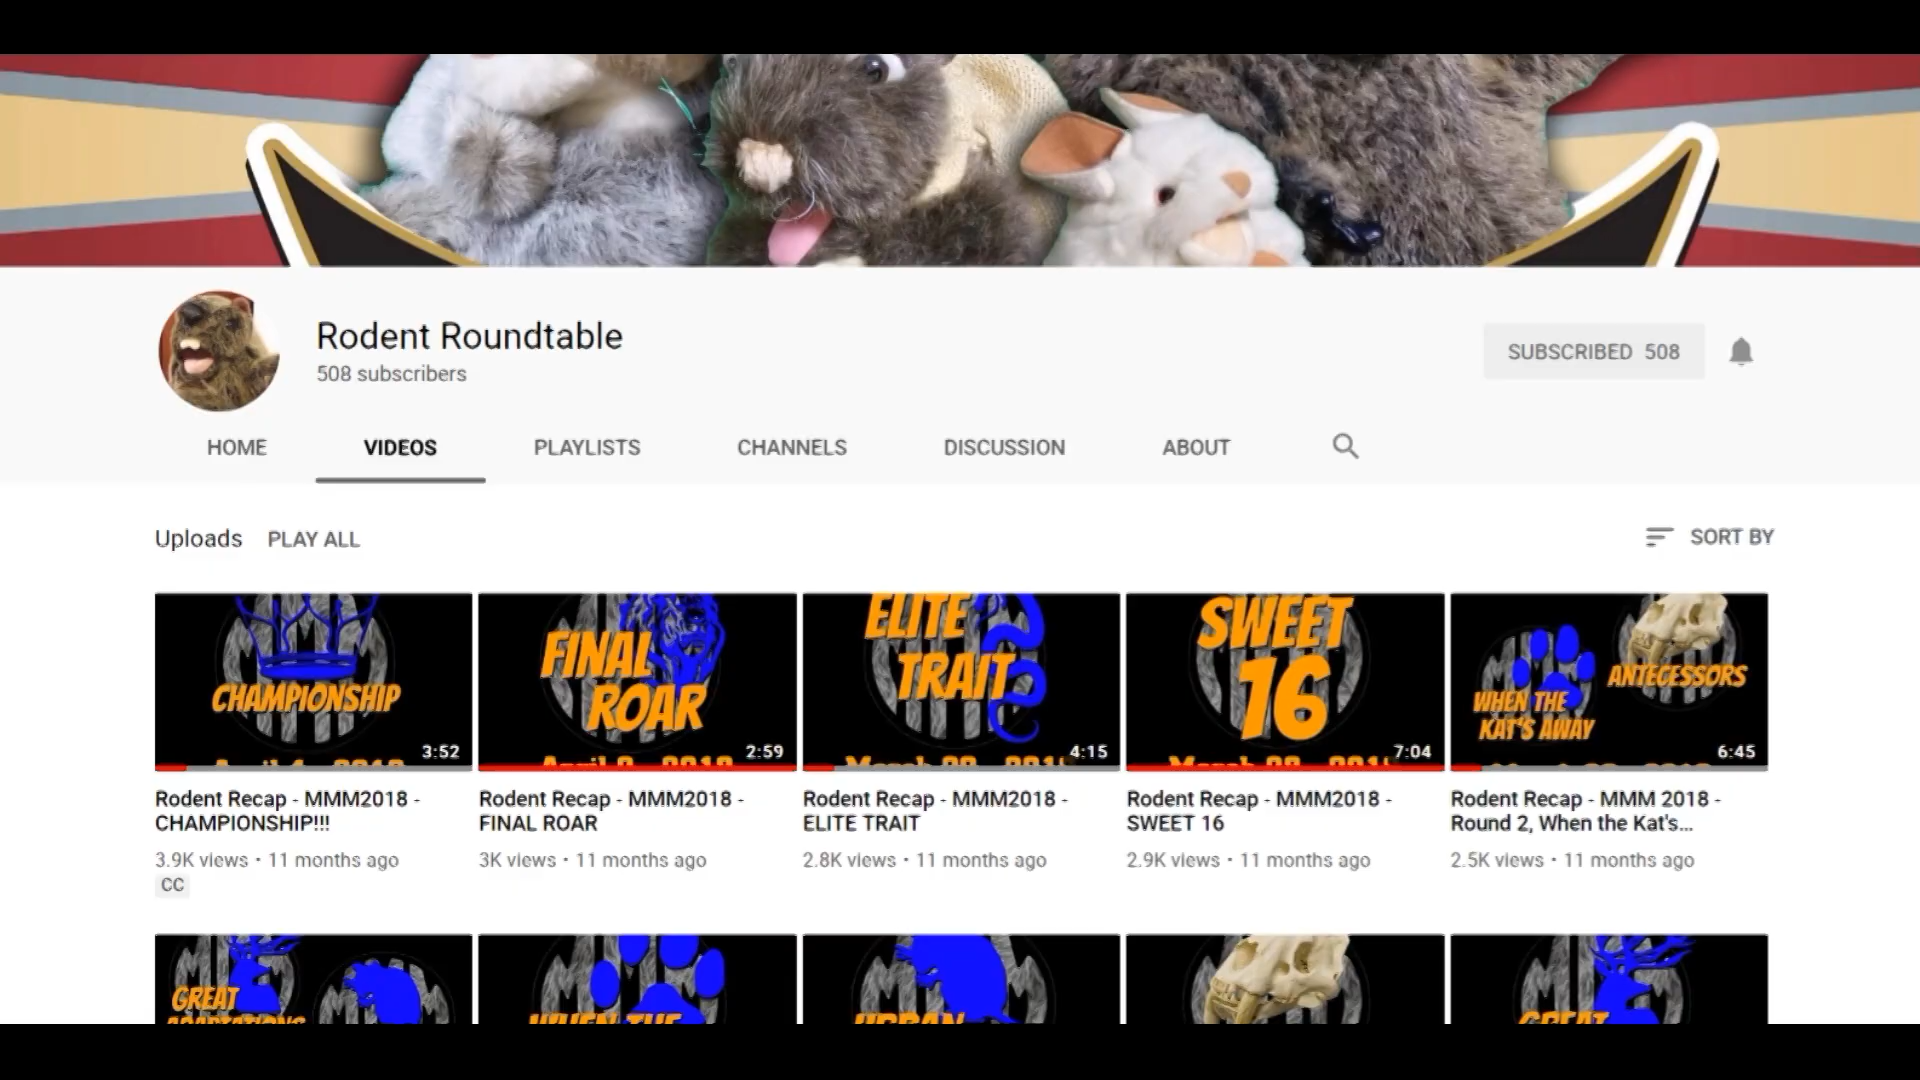 Rodent Roundtable
508 subscribers
SUBSCRIBED 508
HOME VIDEOS PLAYLISTS CHANNELS DISCUSSION ABOUT
Uploads PLAY ALL
SORT BY
CHAMPIONSHIP
3:52
FINAL
ROAR
2:59
ELITE
TRAIT
4:15
SWEET
16
7:04
WHEN THE
KAT'S AWAY
ANTECESSORS
6:45
Rodent Recap - MMM2018 -
CHAMPIONSHIP!!!
3.9K views • 11 months ago
CC
Rodent Recap - MMM2018 -
FINAL ROAR
3K views • 11 months ago
Rodent Recap - MMM2018 -
ELITE TRAIT
2.8K views • 11 months ago
Rodent Recap - MMM2018 -
SWEET 16
2.9K views • 11 months ago
Rodent Recap - MMM 2018 -
Round 2, When the Kat's...
2.5K views • 11 months ago
GREAT
ADAPTATIONS
WHEN THE
URBAN
GREAT